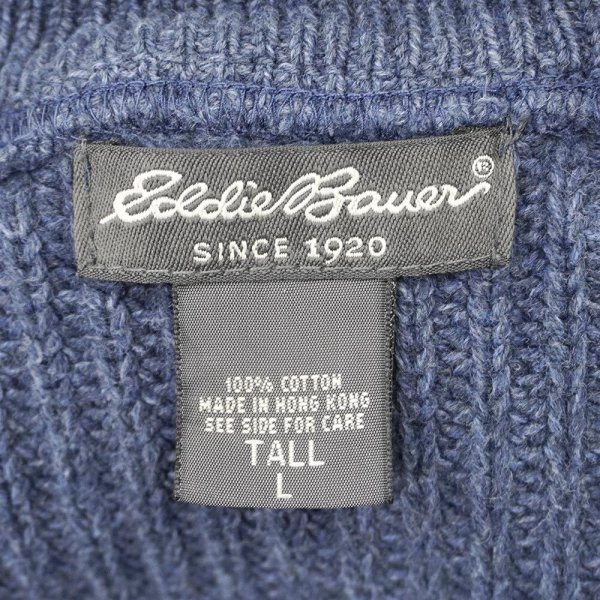 Eddie Bauer®
SINCE 1920
100% COTTON
MADE IN HONG KONG
SEE SIDE FOR CARE
TALL
L